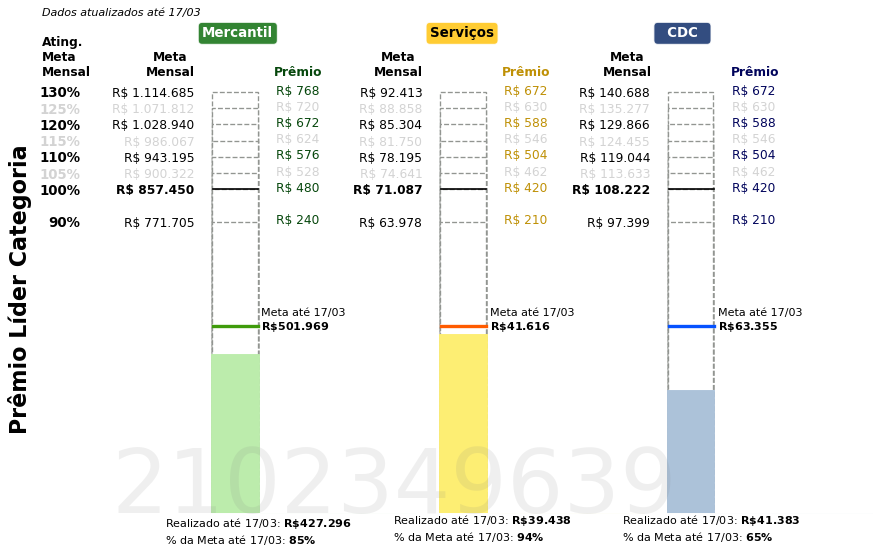 Dados atualizados até 17/03
Mercantil Serviços CDC
Ating.
Meta
Mensal
Meta
Mensal
Prêmio
Meta
Mensal
Prêmio
Meta
Mensal
Prêmio
130% R$ 1.114.685 R$ 768 R$ 92.413 R$ 672 R$ 140.688 R$ 672
125% R$ 1.071.812 R$ 720 R$ 88.858 R$ 630 R$ 135.277 R$ 630
120% R$ 1.028.940 R$ 672 R$ 85.304 R$ 588 R$ 129.866 R$ 588
115% R$ 986.067 R$ 624 R$ 81.750 R$ 546 R$ 124.455 R$ 546
110% R$ 943.195 R$ 576 R$ 78.195 R$ 504 R$ 119.044 R$ 504
105% R$ 900.322 R$ 528 R$ 74.641 R$ 462 R$ 113.633 R$ 462
100% R$ 857.450 R$ 480 R$ 71.087 R$ 420 R$ 108.222 R$ 420
90% R$ 771.705 R$ 240 R$ 63.978 R$ 210 R$ 97.399 R$ 210
Prêmio Líder Categoria
Meta até 17/03
R$501.969
Meta até 17/03
R$41.616
Meta até 17/03
R$63.355
2102349639
Realizado até 17/03: R$427.296
% da Meta até 17/03: 85%
Realizado até 17/03: R$39.438
% da Meta até 17/03: 94%
Realizado até 17/03: R$41.383
% da Meta até 17/03: 65%